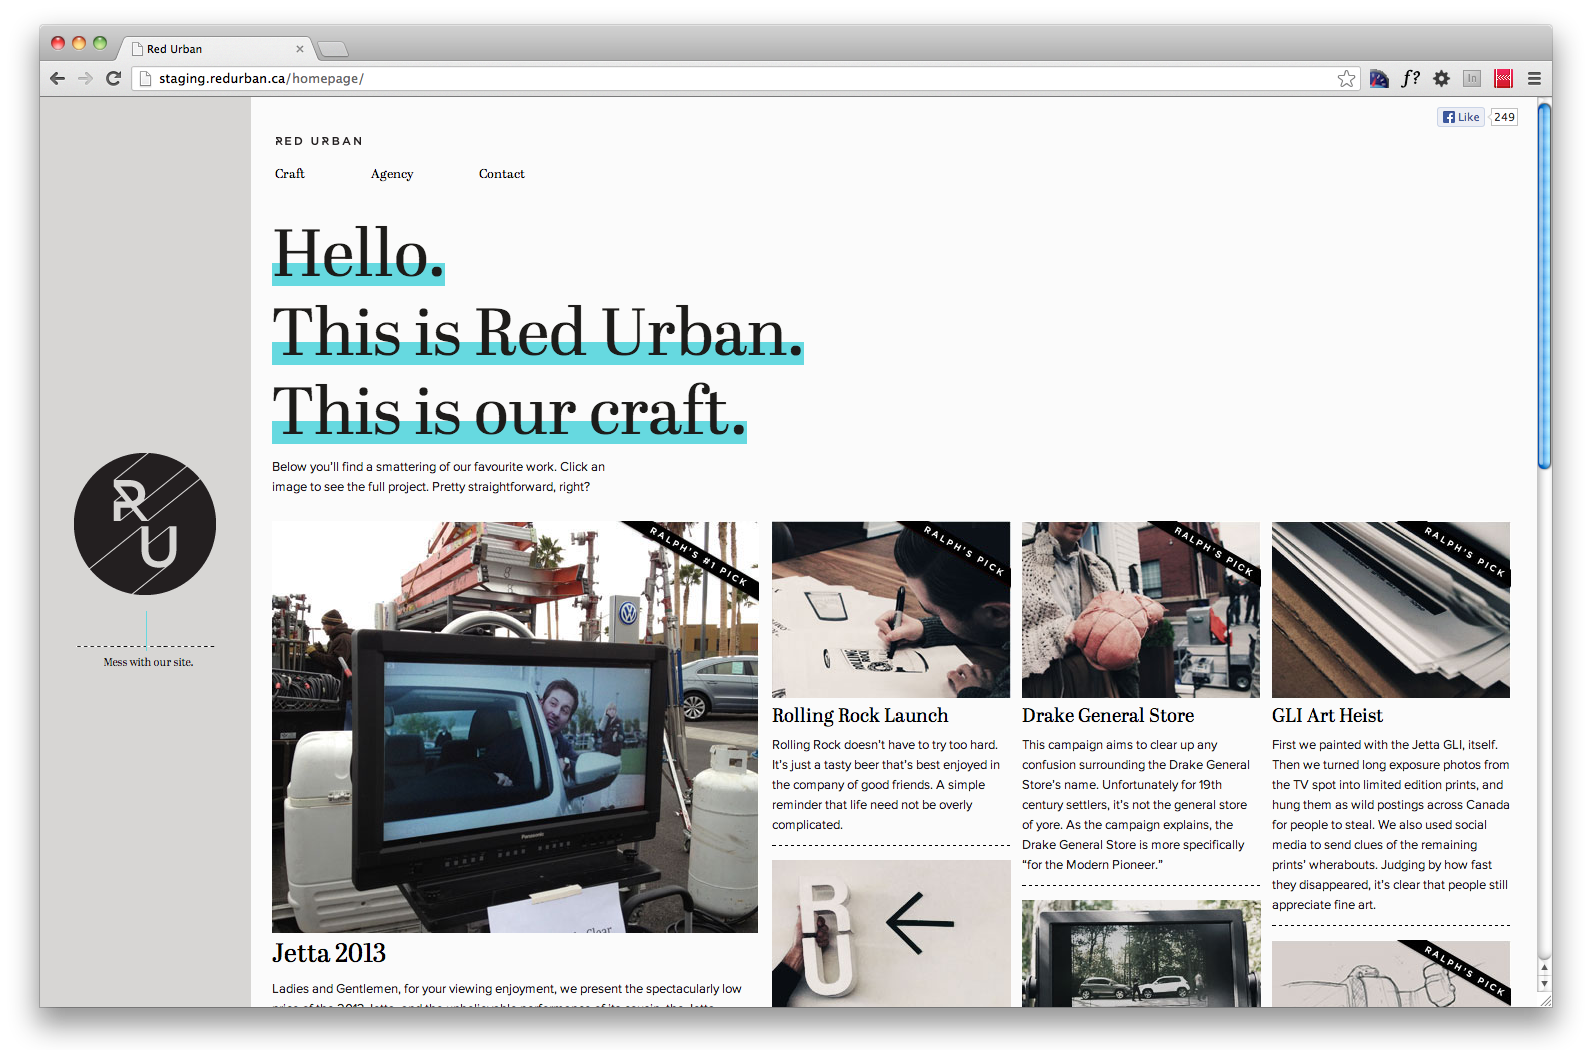 Red Urban
staging.redurban.ca/homepage/
f?
In
Like 249
RED URBAN
Craft Agency Contact
Hello.
This is Red Urban.
This is our craft.
Below you'll find a smattering of our favourite work. Click an
image to see the full project. Pretty straightforward, right?
R
U
Mess with our site.
RALPH'S #1 PICK
Panasonic
Jetta 2013
Ladies and Gentlemen, for your viewing enjoyment, we present the spectacularly low
RALPH'S PICK
Rolling Rock Launch
Rolling Rock doesn't have to try too hard.
It's just a tasty beer that's best enjoyed in
the company of good friends. A simple
reminder that life need not be overly
complicated.
RU
RALPH'S PICK
Drake General Store
This campaign aims to clear up any
confusion surrounding the Drake General
Store's name. Unfortunately for 19th
century settlers, it's not the general store
of yore. As the campaign explains, the
Drake General Store is more specifically
“for the Modern Pioneer.”
RALPH'S PICK
GLI Art Heist
First we painted with the Jetta GLI, itself.
Then we turned long exposure photos from
the TV spot into limited edition prints, and
hung them as wild postings across Canada
for people to steal. We also used social
media to send clues of the remaining
prints' wherabouts. Judging by how fast
they disappeared, it's clear that people still
appreciate fine art.
RALPH'S PICK